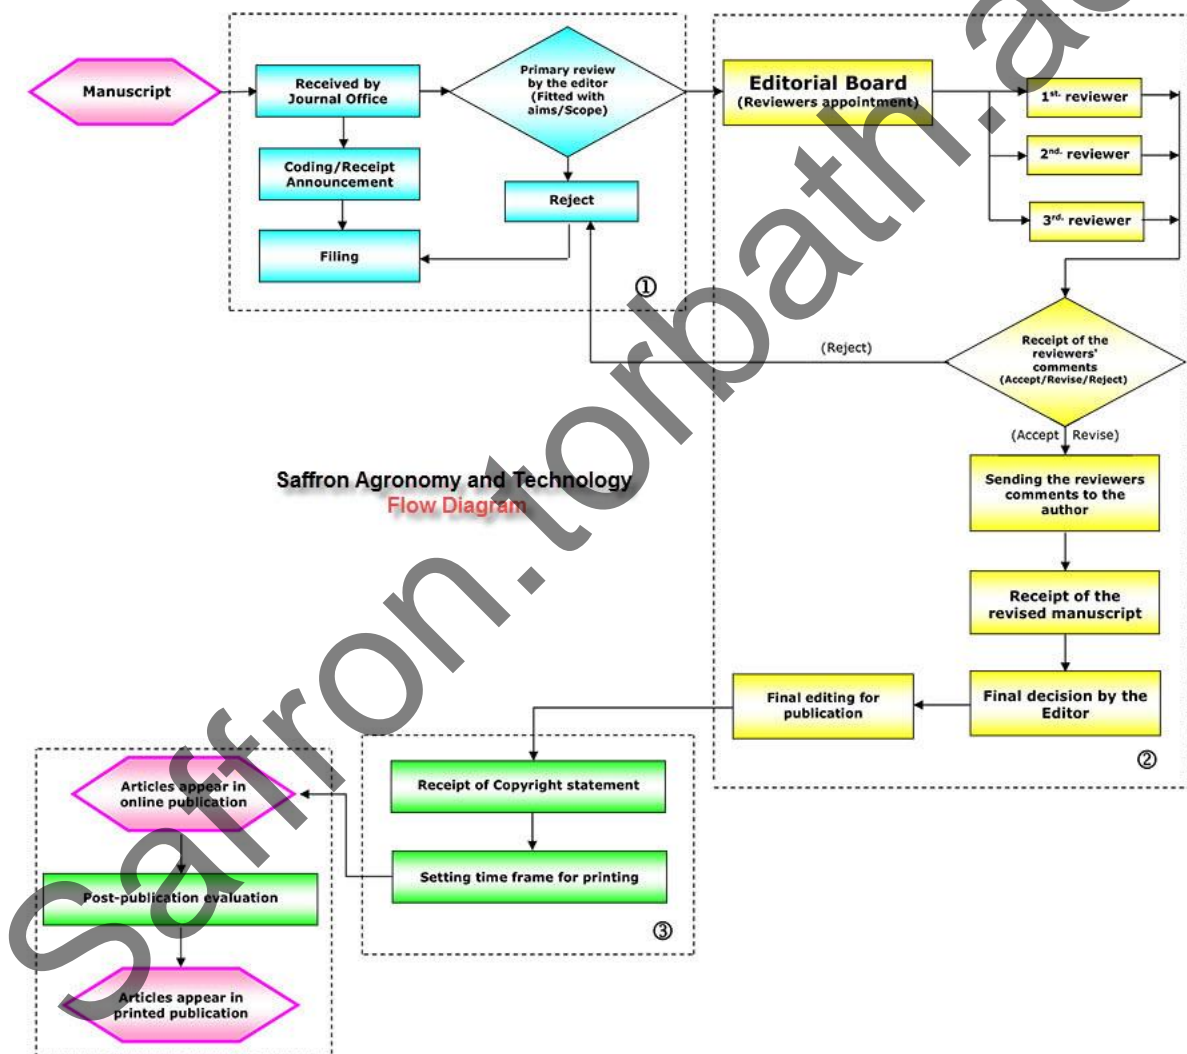 Manuscript
Received by
Journal Office
Primary review
by the editor
(Fitted with
aims/Scope)
Coding/Receipt
Announcement
Reject
Filing
①
Editorial Board
(Reviewers appointment)
1st. reviewer
2nd. reviewer
3rd. reviewer
Receipt of the
reviewers'
comments
(Accept/Revise/Reject)
(Reject)
(Accept Revise)
Sending the reviewers
comments to the
author
Receipt of the
revised manuscript
Final decision by the
Editor
Final editing for
publication
②
Saffron Agronomy and Technology
Flow Diagram
Receipt of Copyright statement
Setting time frame for printing
③
Articles appear in
online publication
Post-publication evaluation
Articles appear in
printed publication
Saffron.torbath.ac